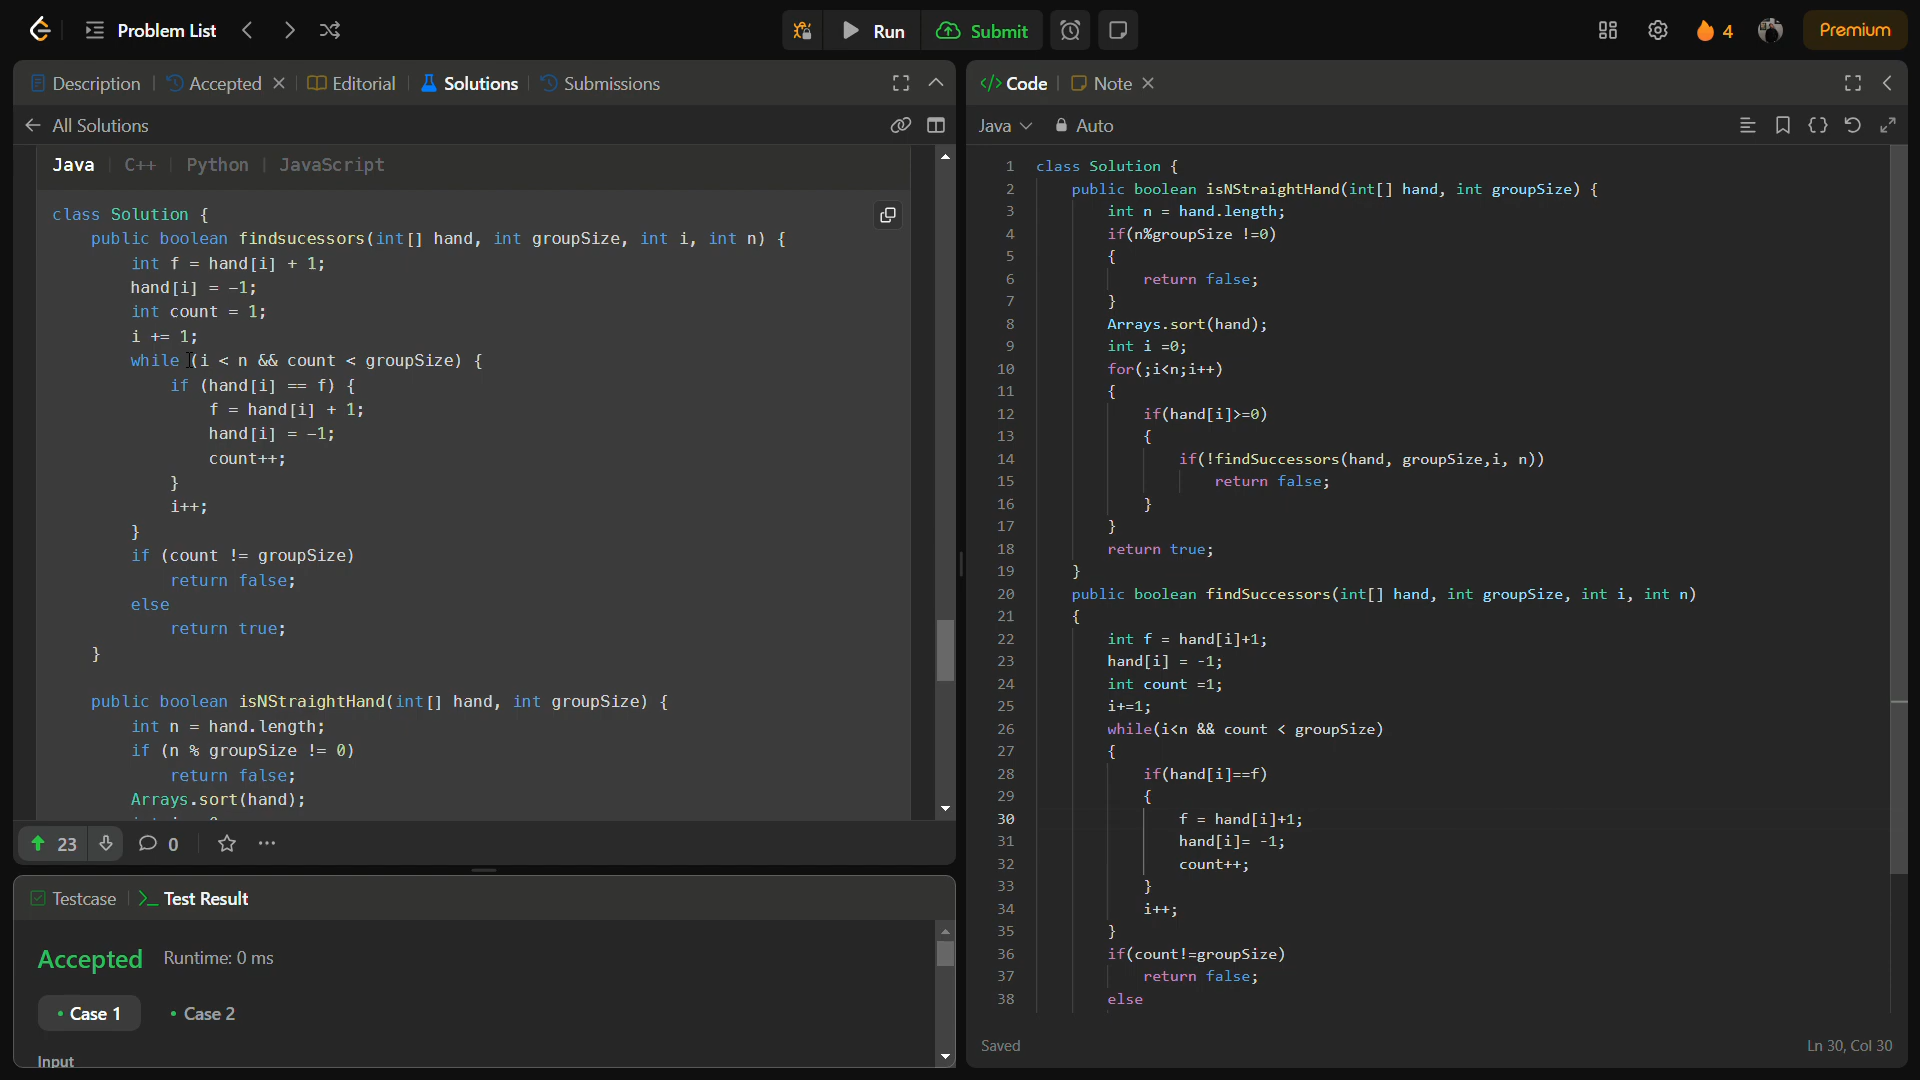 Problem List
Run
Submit
4
Premium
Description
Accepted
Editorial
Solutions
Submissions
All Solutions
Java
C++
Python
JavaScript
class Solution {
public boolean findsucessors(int[] hand, int groupSize, int i, int n) {
int f = hand[i] + 1;
hand[i] = -1;
int count = 1;
i += 1;
while (i < n && count < groupSize) {
if (hand[i] == f) {
f = hand[i] + 1;
hand[i] = -1;
count++;
}
i++;
}
if (count != groupSize)
return false;
else
return true;
}
public boolean isNStraightHand(int[] hand, int groupSize) {
int n = hand.length;
if (n % groupSize != 0)
return false;
Arrays.sort(hand);
23
0
Testcase
Test Result
Accepted
Runtime: 0 ms
Case 1
Case 2
Input
</> Code
Note
Java
Auto
1 class Solution {
2 public boolean isNStraightHand(int[] hand, int groupSize) {
3 int n = hand.length;
4 if(n%groupSize !=0)
5 {
6 return false;
7 }
8 Arrays.sort(hand);
9 int i =0;
10 for(;i<n;i++)
11 {
12 if(hand[i]>=0)
13 {
14 if(!findSuccessors(hand, groupSize,i, n))
15 return false;
16 }
17 }
18 return true;
19 }
20 public boolean findSuccessors(int[] hand, int groupSize, int i, int n)
21 {
22 int f = hand[i]+1;
23 hand[i] = -1;
24 int count =1;
25 i+=1;
26 while(i<n && count < groupSize)
27 {
28 if(hand[i]==f)
29 {
30 f = hand[i]+1;
31 hand[i]= -1;
32 count++;
33 }
34 i++;
35 }
36 if(count!=groupSize)
37 return false;
38 else
Saved
Ln 30, Col 30